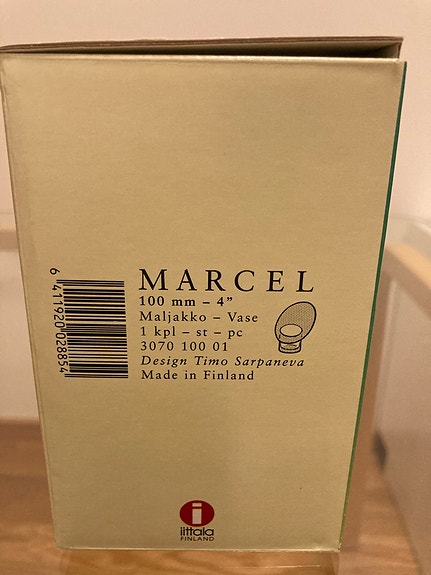 MARCEL
100 mm – 4”
Maljakko – Vase
1 kpl – st – pc
3070 100 01
Design Timo Sarpaneva
Made in Finland
6 411920 028854
i
iittala
FINLAND